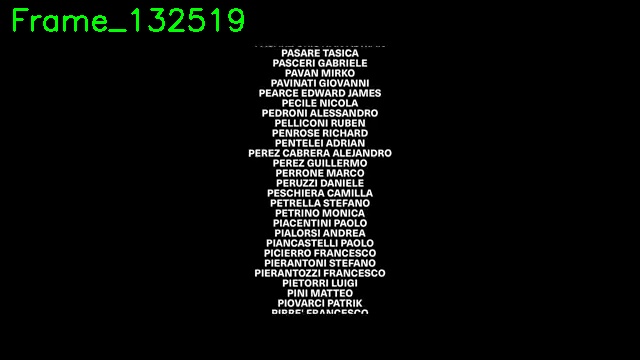 Frame_132519
PASARE TASICA
PASCERI GABRIELE
PAVAN MIRKO
PAVINATI GIOVANNI
PEARCE EDWARD JAMES
PECILE NICOLA
PEDRONI ALESSANDRO
PELLICONI RUBEN
PENROSE RICHARD
PENTELEI ADRIAN
PEREZ CABRERA ALEJANDRO
PEREZ GUILLERMO
PERRONE MARCO
PERUZZI DANIELE
PESCHIERA CAMILLA
PETRELLA STEFANO
PETRINO MONICA
PIACENTINI PAOLO
PIALORSI ANDREA
PIANCASTELLI PAOLO
PICIERRO FRANCESCO
PIERANTONI STEFANO
PIERANTOZZI FRANCESCO
PIETORRI LUIGI
PINI MATTEO
PIOVARCI PATRIK
FRANCESCO